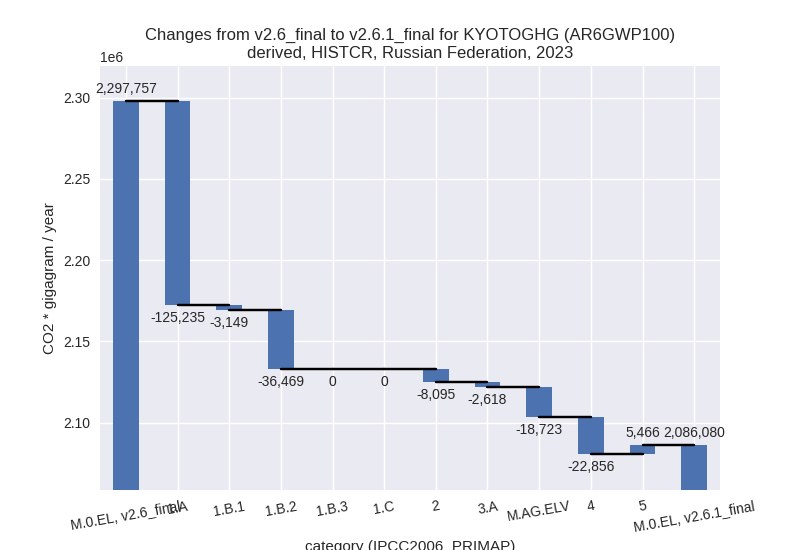 Changes from v2.6_final to v2.6.1_final for KYOTOGHG (AR6GWP100)
derived, HISTCR, Russian Federation, 2023
1e6
2.30
2.25
2.20
2.15
2.10
CO2 * gigagram / year
2,297,757
-125,235
-3,149
-36,469
0
0
-8,095
-2,618
-18,723
-22,856
5,466
2,086,080
M.0.EL, v2.6_final
1.A
1.B.1
1.B.2
1.B.3
1.C
2
3.A
M.AG.ELV
4
5
M.0.EL, v2.6.1_final
category (IPCC2006_PRIMAP)